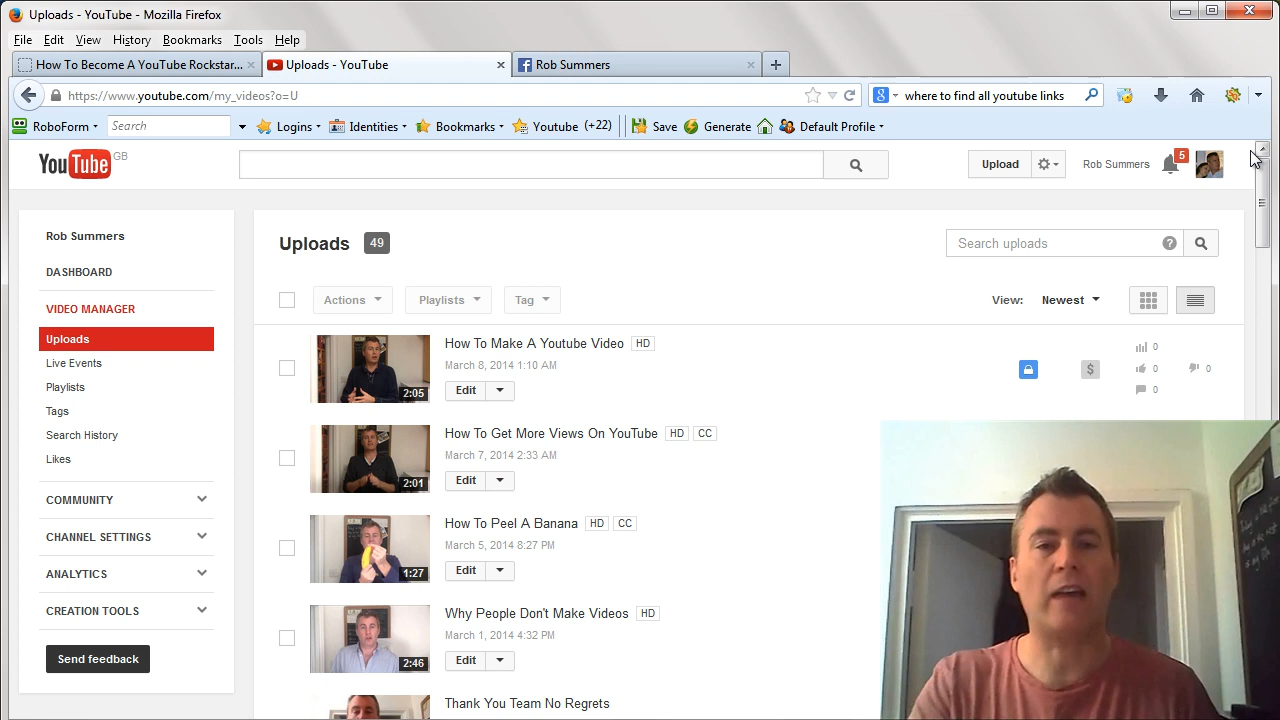 Uploads - YouTube - Mozilla Firefox
File Edit View History Bookmarks Tools Help
How To Become A YouTube Rockstar... Uploads - YouTube Rob Summers
https://www.youtube.com/my_videos?o=U where to find all youtube links
RoboForm Search Logins Identities Bookmarks Youtube (+22) Save Generate Default Profile
YouTube GB Upload Rob Summers 5
Rob Summers
DASHBOARD
VIDEO MANAGER
Uploads
Live Events
Playlists
Tags
Search History
Likes
COMMUNITY
CHANNEL SETTINGS
ANALYTICS
CREATION TOOLS
Send feedback
Uploads 49 Search uploads ?
Actions Playlists Tag View: Newest
How To Make A Youtube Video HD
March 8, 2014 1:10 AM
Edit
2:05
$ 0
0 0
0
How To Get More Views On YouTube HD CC
March 7, 2014 2:33 AM
Edit
2:01
How To Peel A Banana HD CC
March 5, 2014 8:27 PM
Edit
1:27
Why People Don't Make Videos HD
March 1, 2014 4:32 PM
Edit
2:46
Thank You Team No Regrets